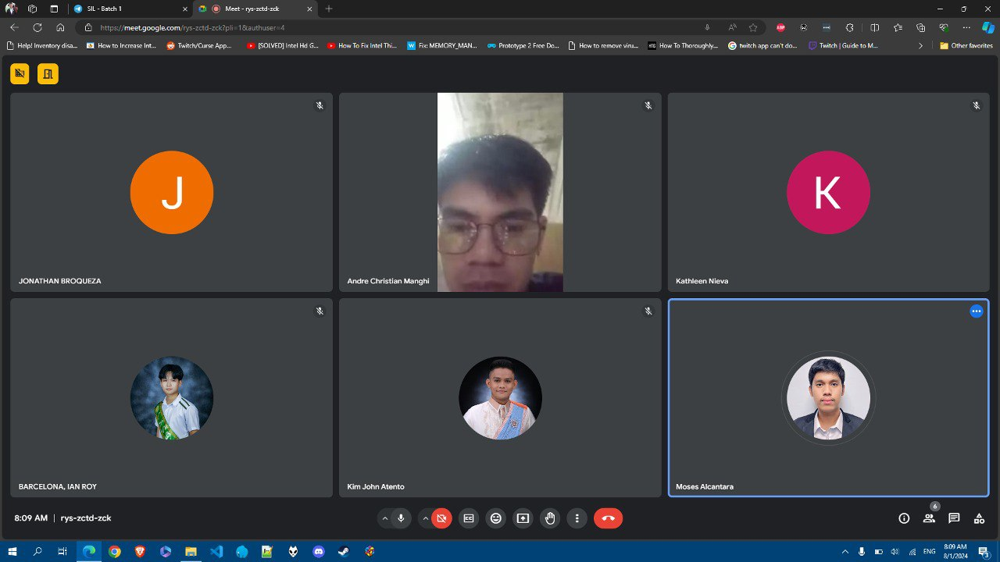 SIL - Batch 1
Meet - rys-zctd-zck
https://meet.google.com/rys-zctd-zck?pli=1&authuser=4
Help! Inventory disa...
How to Increase Int...
Twitch/Curse App...
[SOLVED] Intel Hd G...
How To Fix Intel Thi...
Fix: MEMORY_MAN...
Prototype 2 Free Do...
How to remove viru...
How To Thoroughly...
twitch app can't do...
Twitch | Guide to M...
Other favorites
J
K
JONATHAN BROQUEZA
Andre Christian Manghi
Kathleen Nieva
BARCELONA, IAN ROY
Kim John Atento
Moses Alcantara
8:09 AM | rys-zctd-zck
6
ENG
8:09 AM
8/1/2024